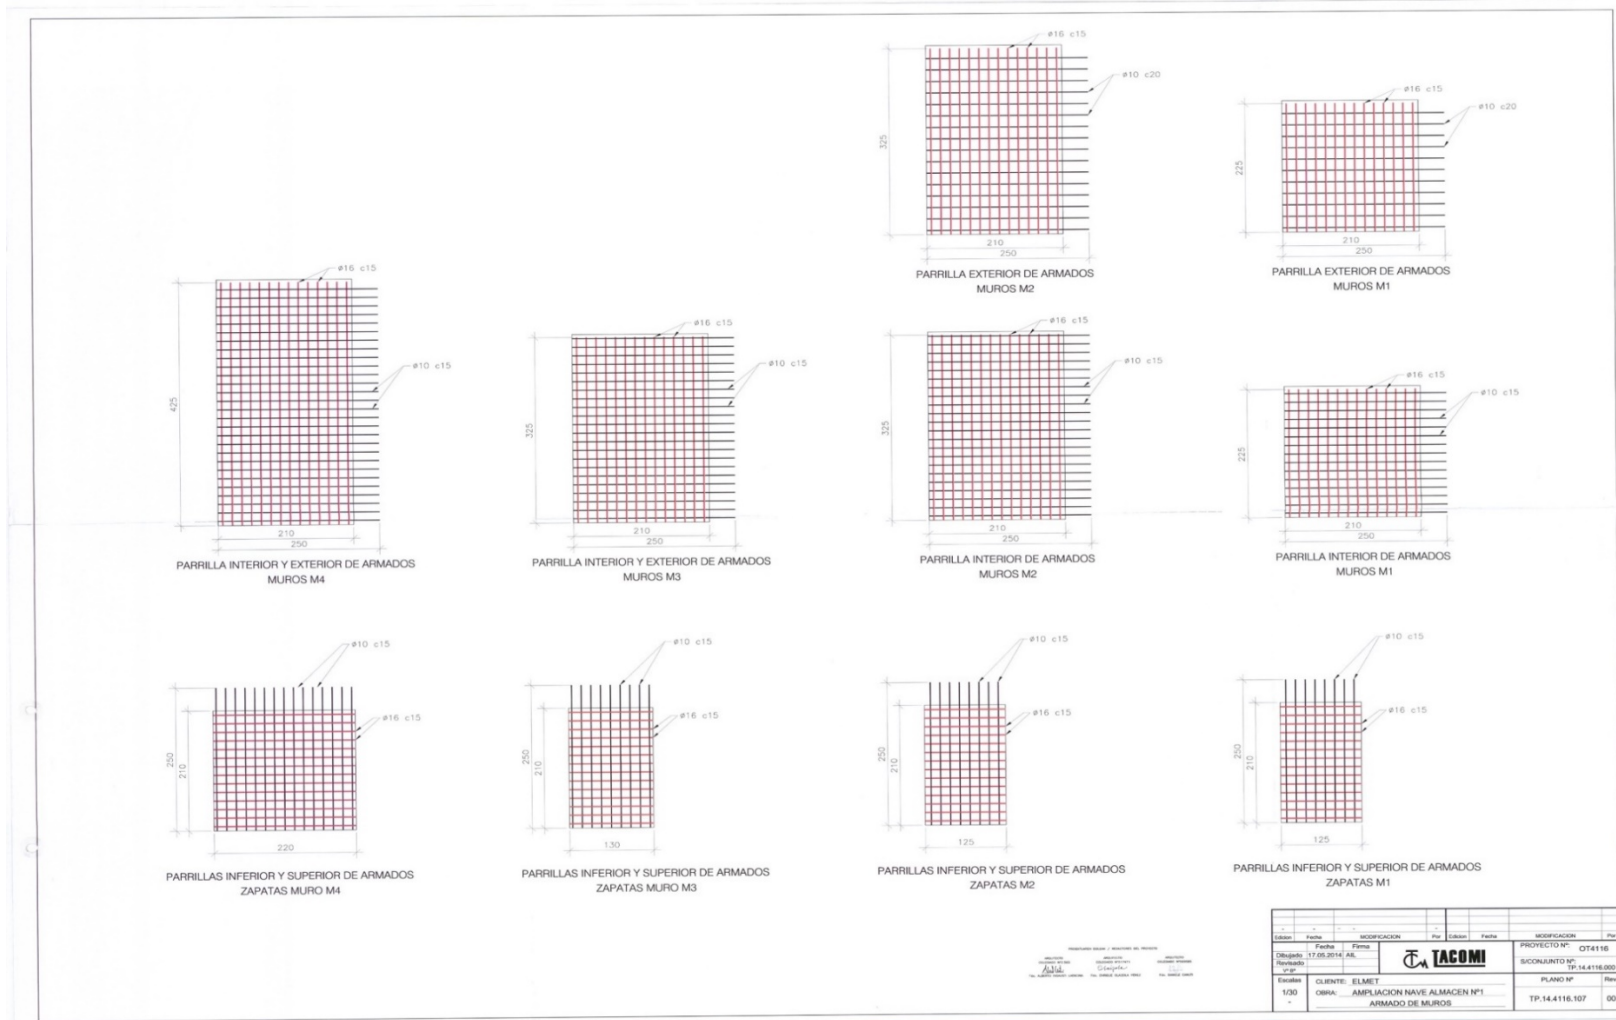 ø16 c15
ø10 c20
325
210
250
PARRILLA EXTERIOR DE ARMADOS
MUROS M2
ø16 c15
ø10 c20
225
210
250
PARRILLA EXTERIOR DE ARMADOS
MUROS M1
ø16 c15
ø10 c15
425
210
250
PARRILLA INTERIOR Y EXTERIOR DE ARMADOS
MUROS M4
ø16 c15
ø10 c15
325
210
250
PARRILLA INTERIOR Y EXTERIOR DE ARMADOS
MUROS M3
ø16 c15
ø10 c15
325
210
250
PARRILLA INTERIOR DE ARMADOS
MUROS M2
ø16 c15
ø10 c15
225
210
250
PARRILLA INTERIOR DE ARMADOS
MUROS M1
ø10 c15
ø16 c15
250
210
220
PARRILLAS INFERIOR Y SUPERIOR DE ARMADOS
ZAPATAS MURO M4
ø10 c15
ø16 c15
250
210
130
PARRILLAS INFERIOR Y SUPERIOR DE ARMADOS
ZAPATAS MURO M3
ø10 c15
ø16 c15
250
210
125
PARRILLAS INFERIOR Y SUPERIOR DE ARMADOS
ZAPATAS M2
ø10 c15
ø16 c15
250
210
125
PARRILLAS INFERIOR Y SUPERIOR DE ARMADOS
ZAPATAS M1
Edicion Fecha MODIFICACION Por Edicion Fecha MODIFICACION Por
Fecha Firma
Dibujado 17.05.2014 AIL
Revisado
Vº Bº
TACOMI
PROYECTO Nº: OT4116
S/CONJUNTO Nº:
TP.14.4116.000
Escalas
1/30
-
CLIENTE: ELMET
OBRA: AMPLIACION NAVE ALMACEN Nº1
ARMADO DE MUROS
PLANO Nº
TP.14.4116.107
00